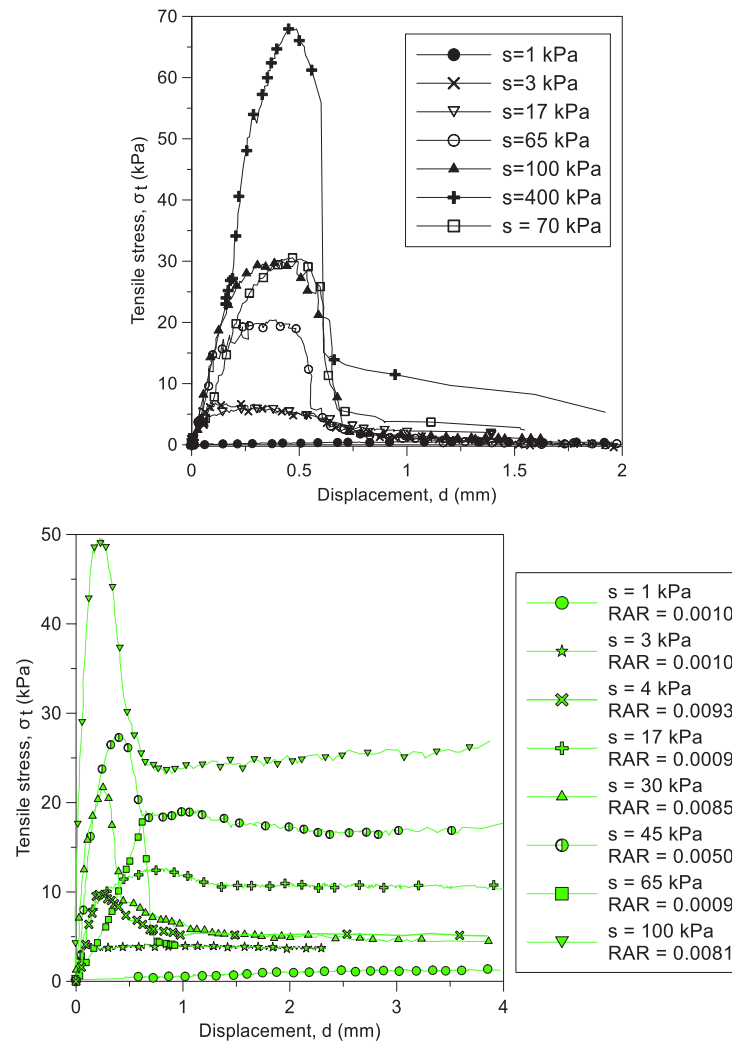 70
60
50
40
30
20
10
0
Tensile stress, σt (kPa)
0
0.5
1
1.5
2
Displacement, d (mm)
s=1 kPa
s=3 kPa
s=17 kPa
s=65 kPa
s=100 kPa
s=400 kPa
s = 70 kPa
50
40
30
20
10
0
Tensile stress, σt (kPa)
0
1
2
3
4
Displacement, d (mm)
s = 1 kPa
RAR = 0.0010
s = 3 kPa
RAR = 0.0010
s = 4 kPa
RAR = 0.0093
s = 17 kPa
RAR = 0.0009
s = 30 kPa
RAR = 0.0085
s = 45 kPa
RAR = 0.0050
s = 65 kPa
RAR = 0.0009
s = 100 kPa
RAR = 0.0081